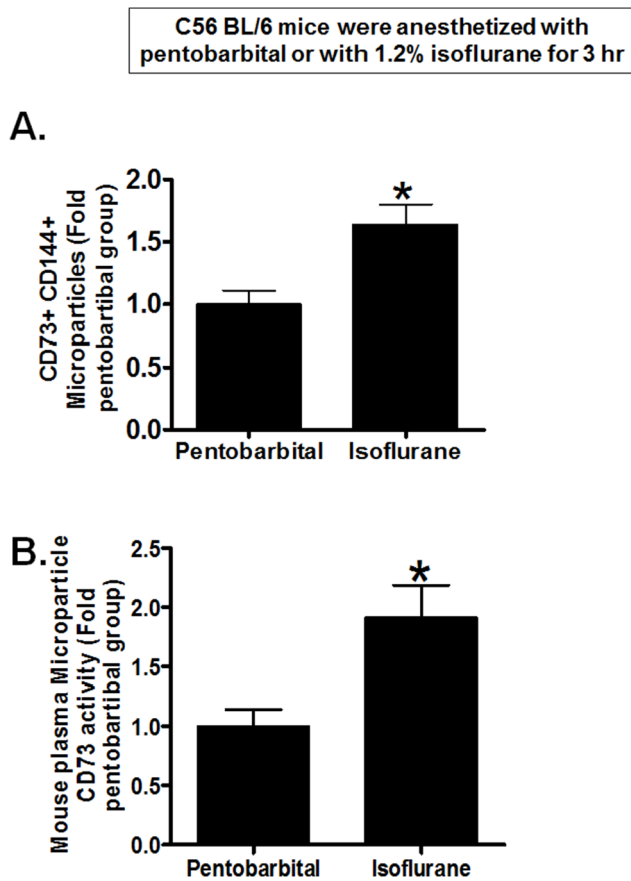 C56 BL/6 mice were anesthetized with
pentobarbital or with 1.2% isoflurane for 3 hr
A.
CD73+ CD144+
Microparticles (Fold
pentobartibal group)
2.0
1.5
1.0
0.5
0.0
*
Pentobarbital Isoflurane
B.
Mouse plasma Microparticle
CD73 activity (Fold
pentobartibal group)
2.5
2.0
1.5
1.0
0.5
0.0
*
Pentobarbital Isoflurane